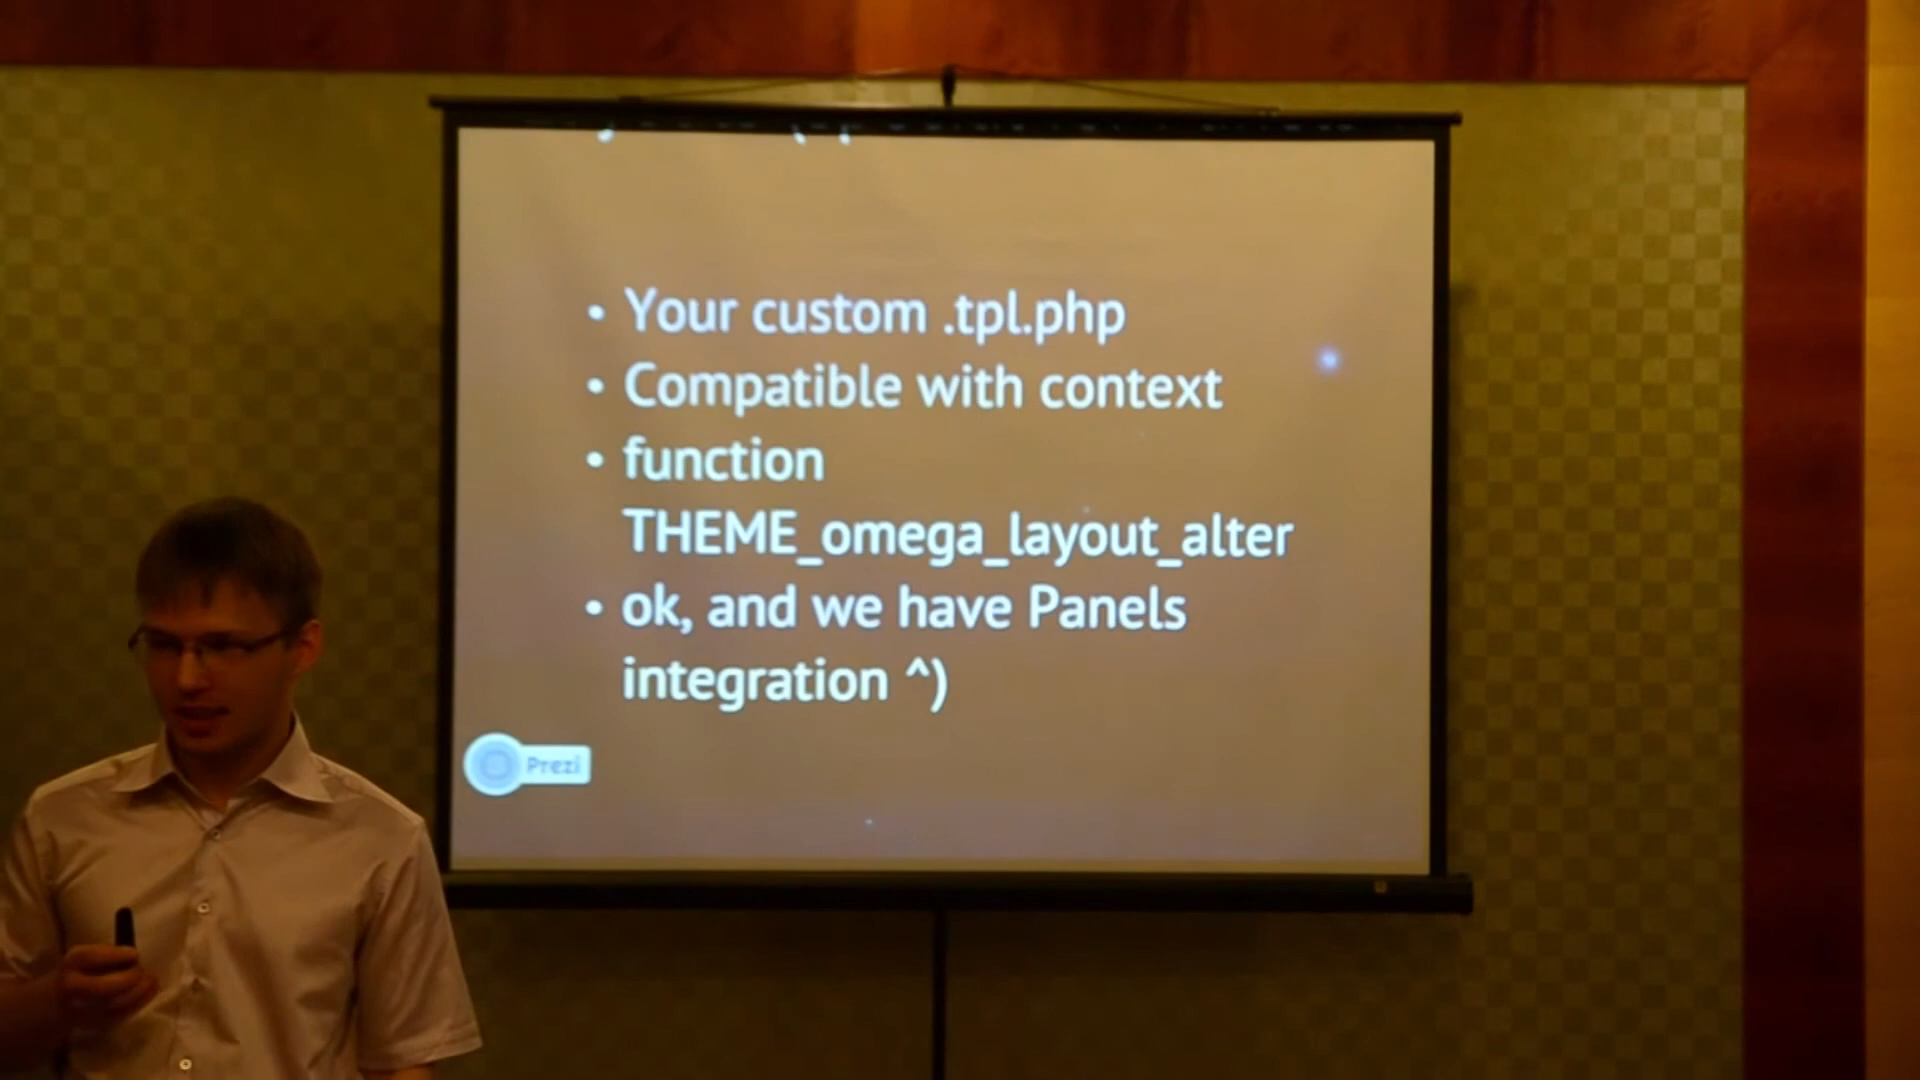 • Your custom .tpl.php
• Compatible with context
• function
THEME_omega_layout_alter
• ok, and we have Panels
integration ^)
Prezi